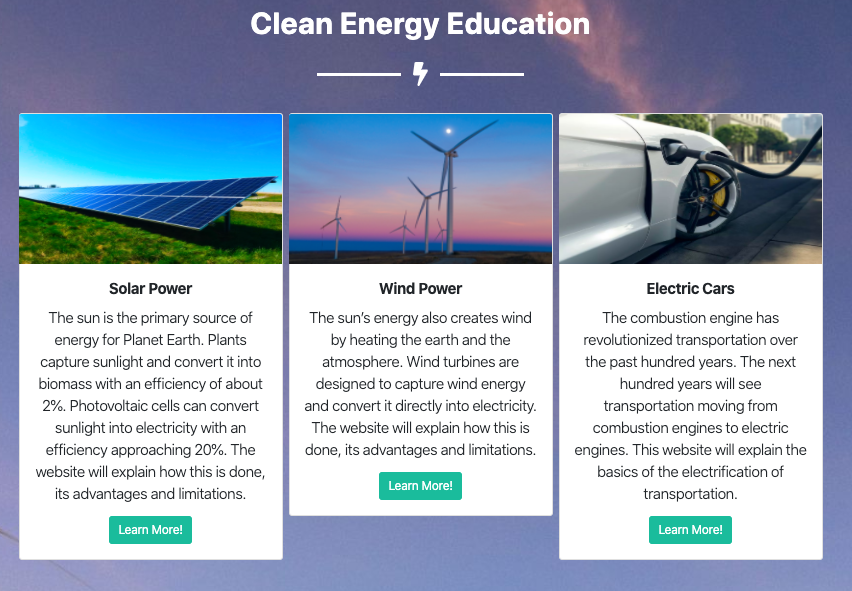 Clean Energy Education
Solar Power
The sun is the primary source of
energy for Planet Earth. Plants
capture sunlight and convert it into
biomass with an efficiency of about
2%. Photovoltaic cells can convert
sunlight into electricity with an
efficiency approaching 20%. The
website will explain how this is done,
its advantages and limitations.
Learn More!
Wind Power
The sun’s energy also creates wind
by heating the earth and the
atmosphere. Wind turbines are
designed to capture wind energy
and convert it directly into electricity.
The website will explain how this is
done, its advantages and limitations.
Learn More!
Electric Cars
The combustion engine has
revolutionized transportation over
the past hundred years. The next
hundred years will see
transportation moving from
combustion engines to electric
engines. This website will explain the
basics of the electrification of
transportation.
Learn More!